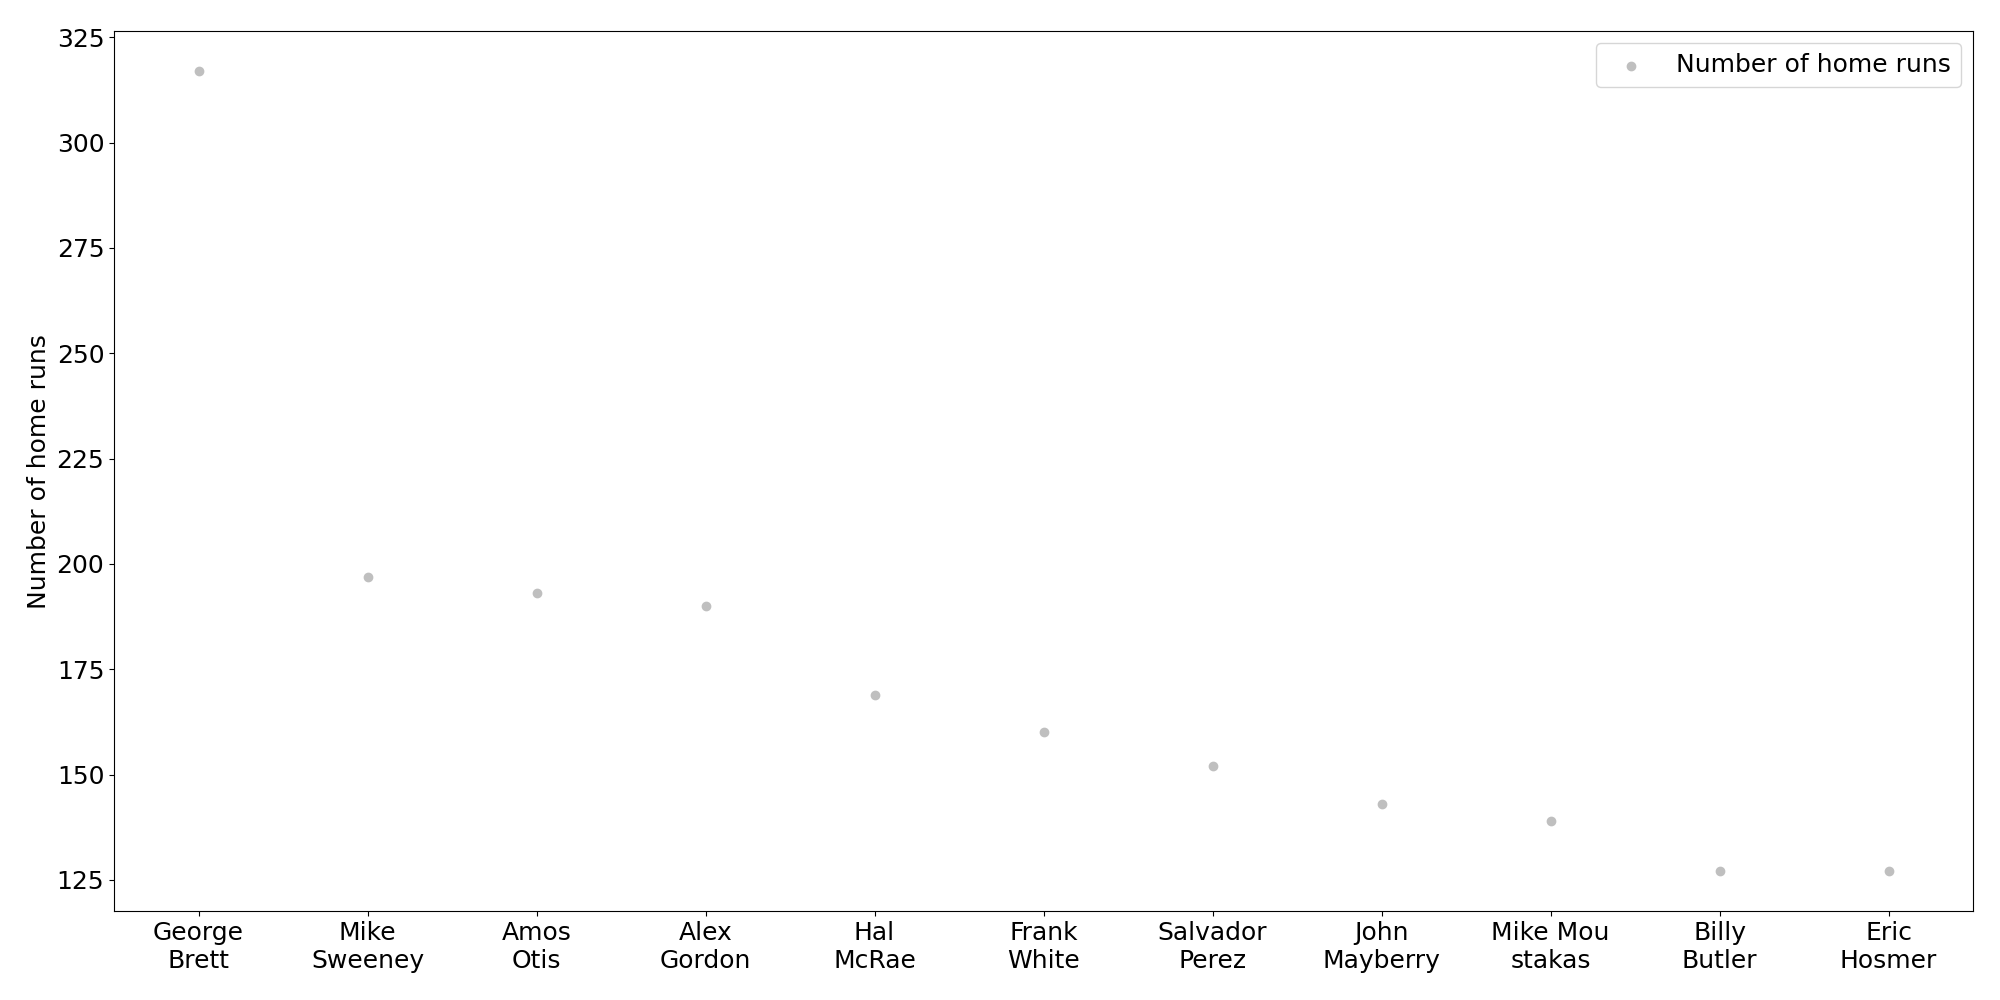 Number of home runs
325
300
275
250
225
200
175
150
125
Number of home runs
George
Brett
Mike
Sweeney
Amos
Otis
Alex
Gordon
Hal
McRae
Frank
White
Salvador
Perez
John
Mayberry
Mike Mou
stakas
Billy
Butler
Eric
Hosmer